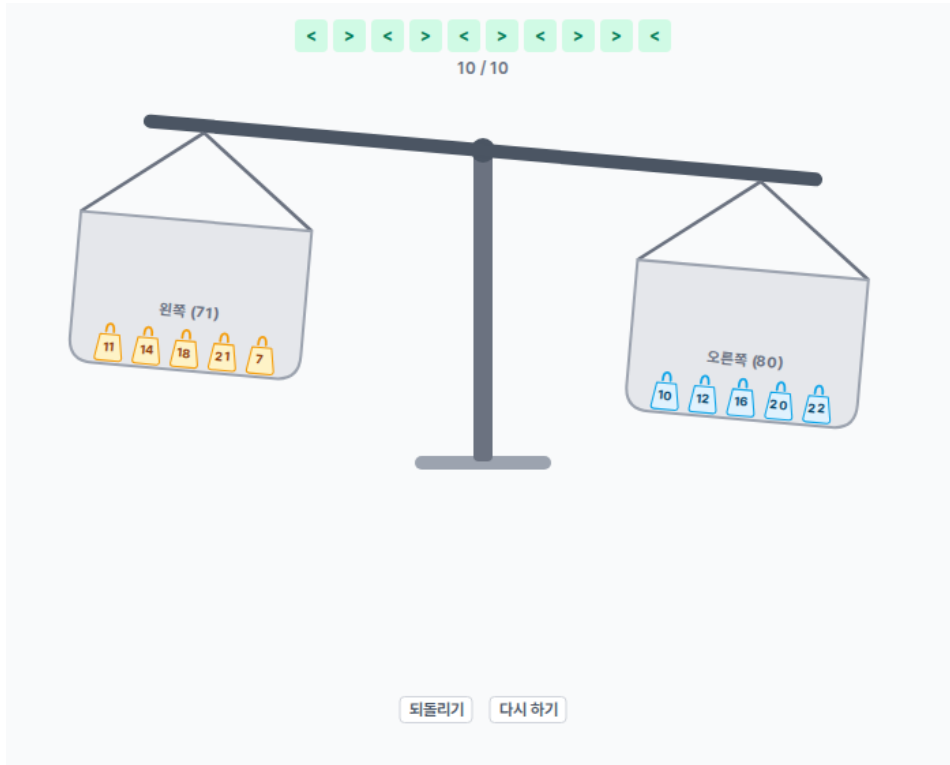 < > < > < > < > > <
10 / 10
왼쪽 (71)
11 14 18 21 7
오른쪽 (80)
10 12 16 20 22
되돌리기 다시 하기